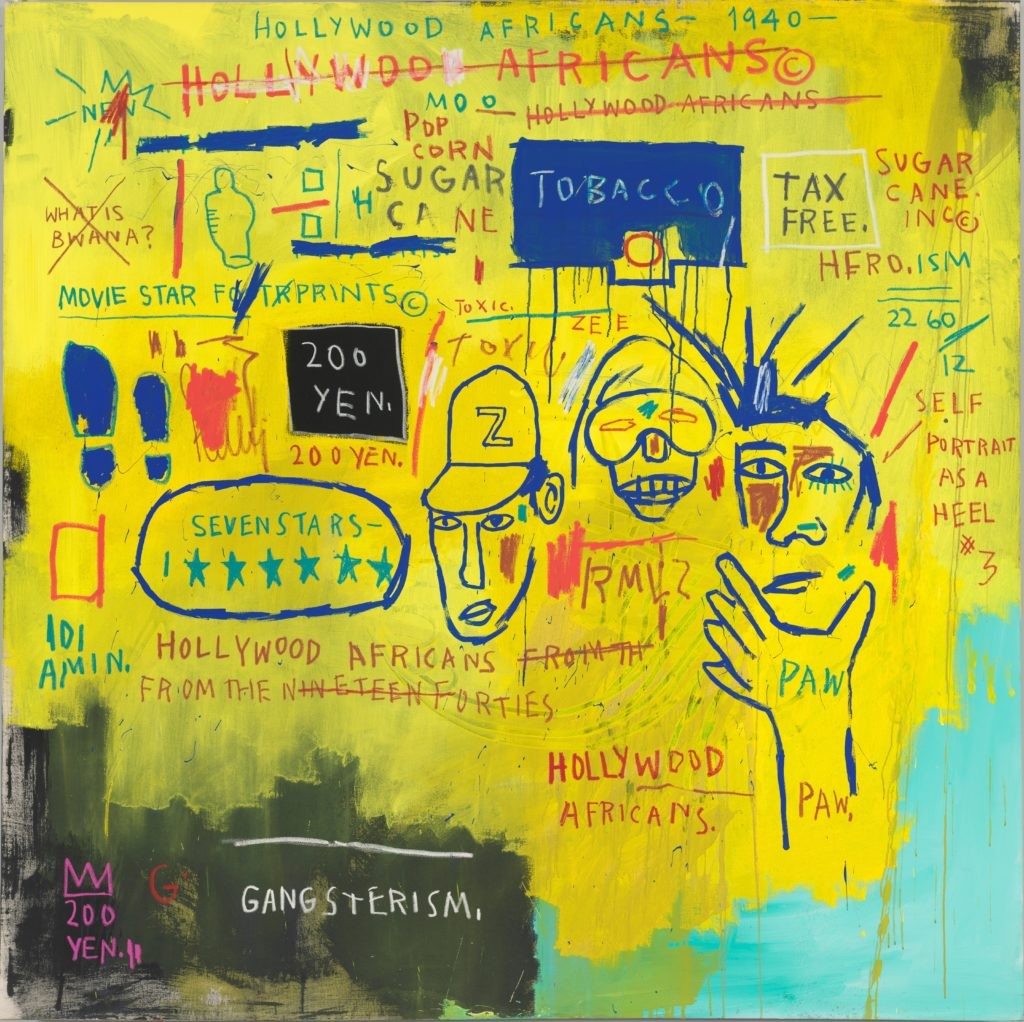 HOLLYWOOD AFRICANS - 1940 -
HOLLYWOOD AFRICANS©
NEW
MOO
HOLLYWOOD AFRICANS
POP
CORN
SUGAR
CANE
TOBACCO
TAX
FREE.
SUGAR
CANE.
INC©
WHAT IS
BWANA?
HERO.ISM
MOVIE STAR FOOTPRINTS©
TOXIC.
22 60
12
200
YEN.
200 YEN.
Z
SELF
PORTRAIT
AS A
HEEL
#3
SEVEN STARS-
RMLZ
IDI
AMIN.
HOLLYWOOD AFRICANS FROM TH
FROM THE NINETEEN FORTIES
PAW
HOLLYWOOD
AFRICANS.
PAW.
200
YEN.
G
GANGSTERISM.